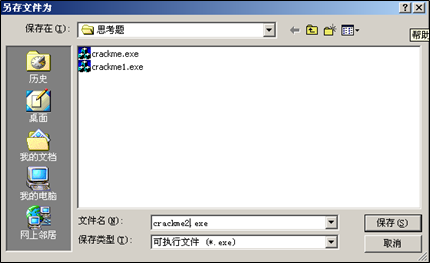 另存文件为
保存在(I):
思考题
帮助
crackme.exe
crackme1.exe
历史
桌面
我的文档
我的电脑
网上邻居
文件名(N):
crackme2.exe
保存(S)
保存类型(T):
可执行文件 (*.exe)
取消